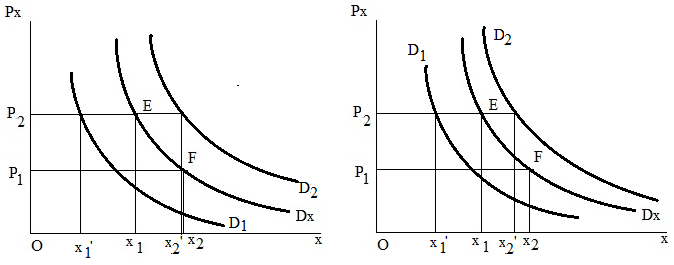 Px
P2
E
P1
F
D2
Dx
D1
O
x1'
x1
x2'
x2
x
Px
D1
D2
P2
E
P1
F
Dx
O
x1'
x1
x2'
x2
x